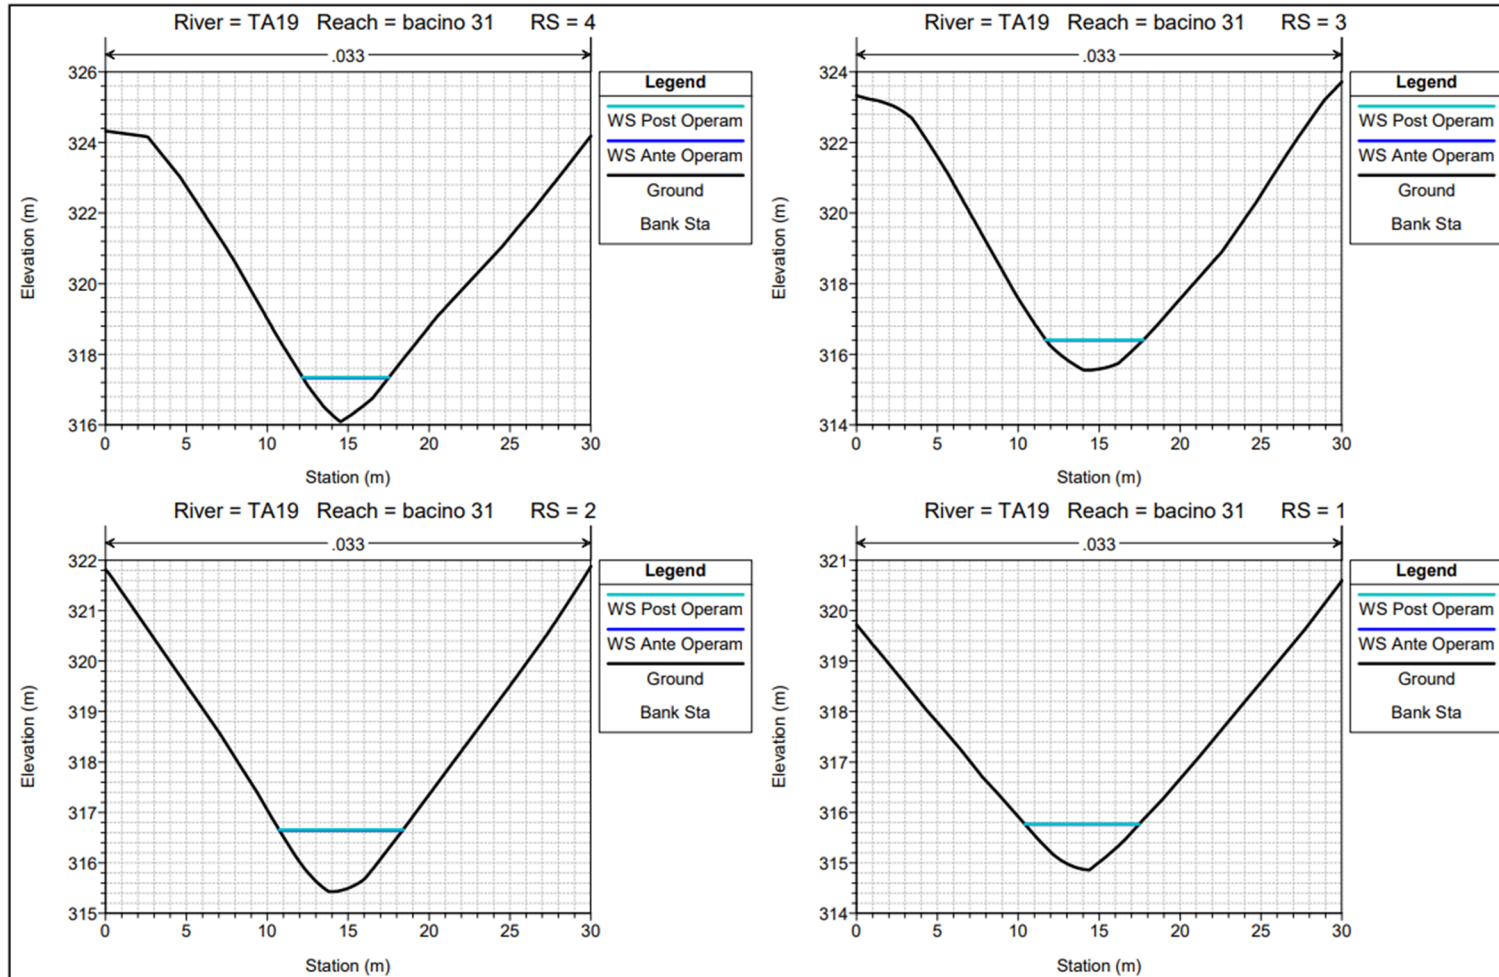 River = TA19 Reach = bacino 31 RS = 4
.033
326
324
322
320
318
316
0 5 10 15 20 25 30
Elevation (m)
Station (m)
Legend
WS Post Operam
WS Ante Operam
Ground
Bank Sta
River = TA19 Reach = bacino 31 RS = 3
.033
324
322
320
318
316
314
0 5 10 15 20 25 30
Elevation (m)
Station (m)
Legend
WS Post Operam
WS Ante Operam
Ground
Bank Sta
River = TA19 Reach = bacino 31 RS = 2
.033
322
321
320
319
318
317
316
315
0 5 10 15 20 25 30
Elevation (m)
Station (m)
Legend
WS Post Operam
WS Ante Operam
Ground
Bank Sta
River = TA19 Reach = bacino 31 RS = 1
.033
321
320
319
318
317
316
315
314
0 5 10 15 20 25 30
Elevation (m)
Station (m)
Legend
WS Post Operam
WS Ante Operam
Ground
Bank Sta